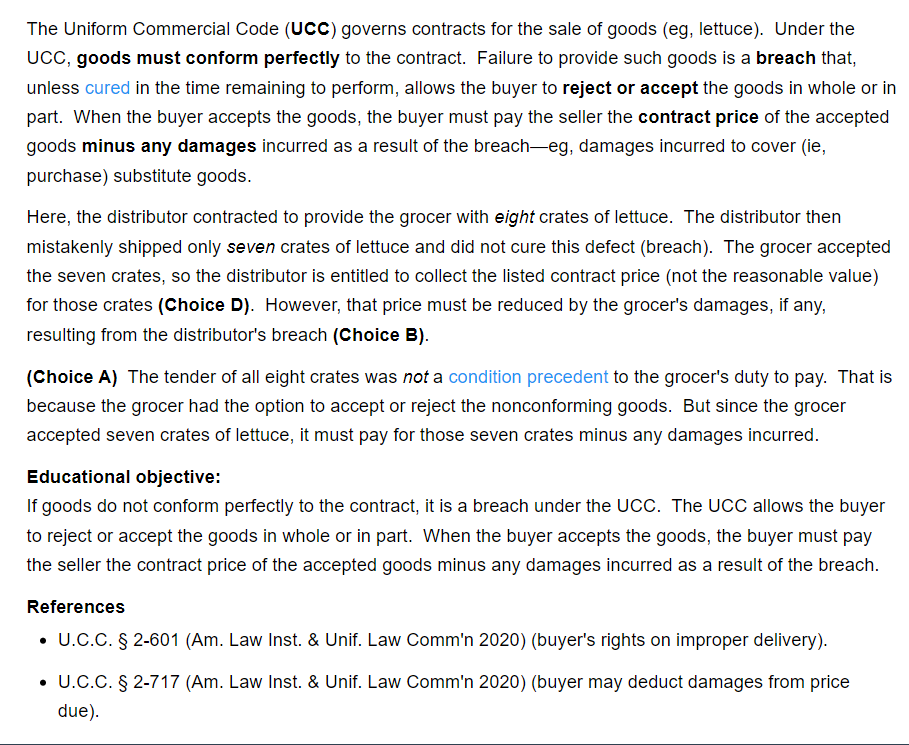 The Uniform Commercial Code (UCC) governs contracts for the sale of goods (eg, lettuce).  Under the
UCC, goods must conform perfectly to the contract.  Failure to provide such goods is a breach that,
unless cured in the time remaining to perform, allows the buyer to reject or accept the goods in whole or in
part.  When the buyer accepts the goods, the buyer must pay the seller the contract price of the accepted
goods minus any damages incurred as a result of the breach—eg, damages incurred to cover (ie,
purchase) substitute goods.
Here, the distributor contracted to provide the grocer with eight crates of lettuce.  The distributor then
mistakenly shipped only seven crates of lettuce and did not cure this defect (breach).  The grocer accepted
the seven crates, so the distributor is entitled to collect the listed contract price (not the reasonable value)
for those crates (Choice D).  However, that price must be reduced by the grocer's damages, if any,
resulting from the distributor's breach (Choice B).
(Choice A)  The tender of all eight crates was not a condition precedent to the grocer's duty to pay.  That is
because the grocer had the option to accept or reject the nonconforming goods.  But since the grocer
accepted seven crates of lettuce, it must pay for those seven crates minus any damages incurred.
Educational objective:
If goods do not conform perfectly to the contract, it is a breach under the UCC.  The UCC allows the buyer
to reject or accept the goods in whole or in part.  When the buyer accepts the goods, the buyer must pay
the seller the contract price of the accepted goods minus any damages incurred as a result of the breach.
References
• U.C.C. § 2-601 (Am. Law Inst. & Unif. Law Comm'n 2020) (buyer's rights on improper delivery).
• U.C.C. § 2-717 (Am. Law Inst. & Unif. Law Comm'n 2020) (buyer may deduct damages from price
due).